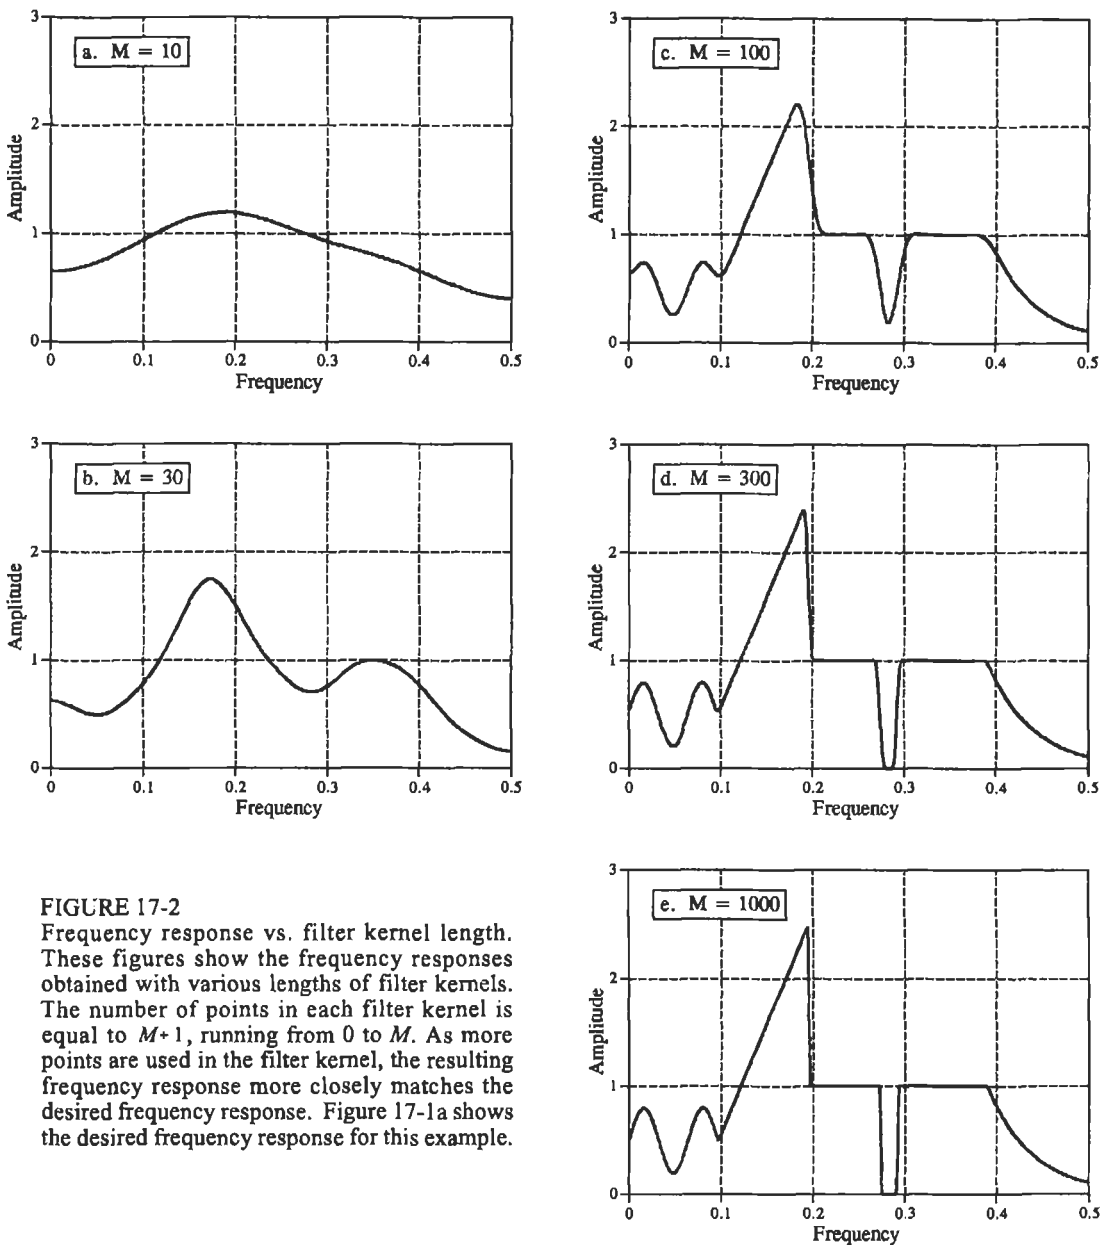 3
a. M = 10
2
Amplitude
1
0
0 0.1 0.2 0.3 0.4 0.5
Frequency
3
b. M = 30
2
Amplitude
1
0
0 0.1 0.2 0.3 0.4 0.5
Frequency
FIGURE 17-2
Frequency response vs. filter kernel length.
These figures show the frequency responses
obtained with various lengths of filter kernels.
The number of points in each filter kernel is
equal to M+1, running from 0 to M. As more
points are used in the filter kernel, the resulting
frequency response more closely matches the
desired frequency response. Figure 17-1a shows
the desired frequency response for this example.
3
c. M = 100
2
Amplitude
1
0
0 0.1 0.2 0.3 0.4 0.5
Frequency
3
d. M = 300
2
Amplitude
1
0
0 0.1 0.2 0.3 0.4 0.5
Frequency
3
e. M = 1000
2
Amplitude
1
0
0 0.1 0.2 0.3 0.4 0.5
Frequency